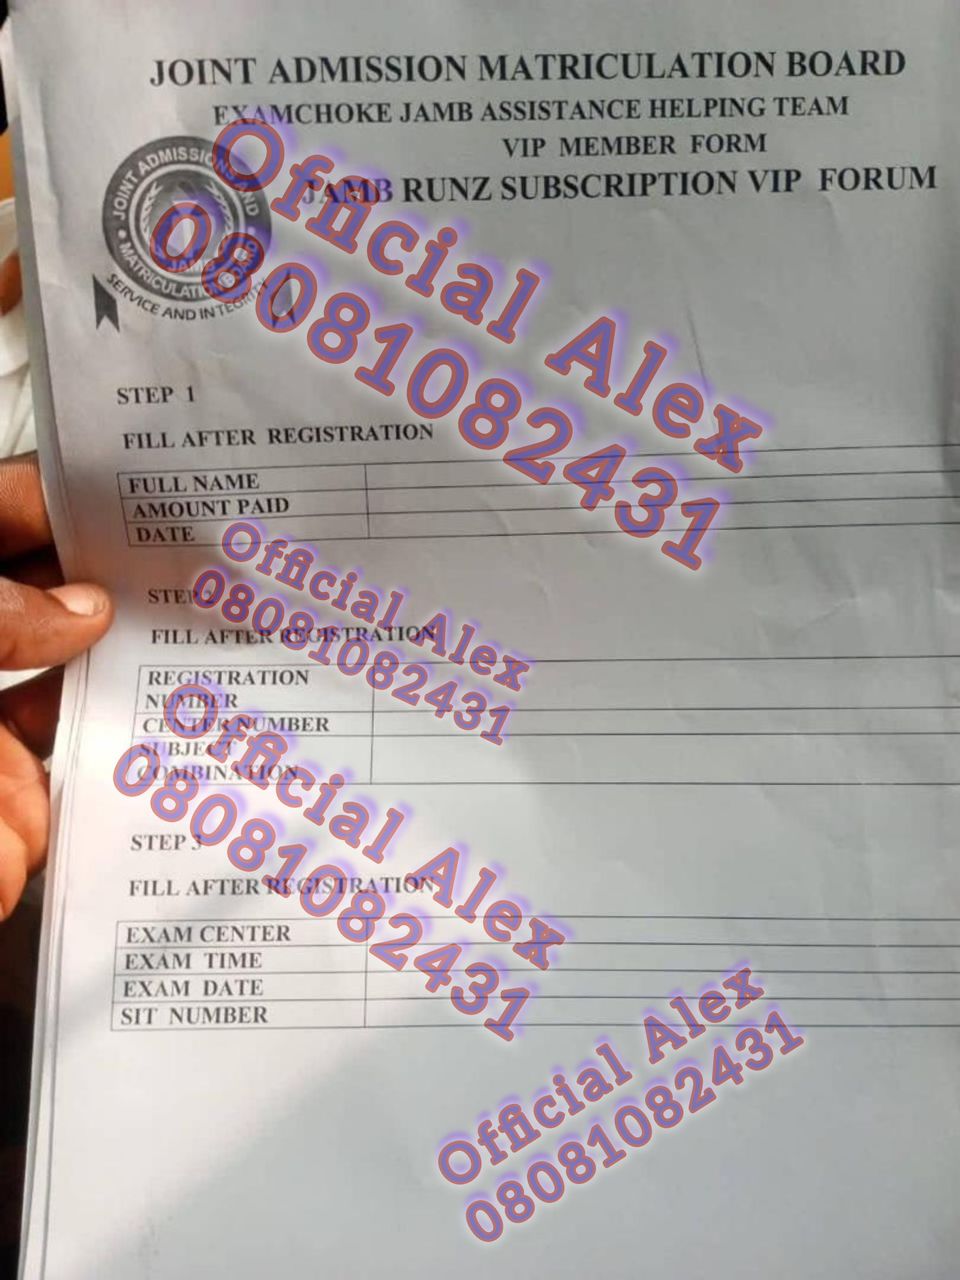 JOINT ADMISSION MATRICULATION BOARD
EXAMCHOKE JAMB ASSISTANCE HELPING TEAM
VIP MEMBER FORM
JAMB RUNZ SUBSCRIPTION VIP FORUM
JOINT ADMISSIONS AND
MATRICULATION BOARD
JAMB
SERVICE AND INTEGRITY
Official Alex
08081082431
STEP 1
FILL AFTER REGISTRATION
FULL NAME
AMOUNT PAID
DATE
Official Alex
08081082431
STEP 2
FILL AFTER REGISTRATION
REGISTRATION
NUMBER
CENTER NUMBER
SUBJECT
COMBINATION
Official Alex
08081082431
STEP 3
FILL AFTER REGISTRATION
EXAM CENTER
EXAM TIME
EXAM DATE
SIT NUMBER
Official Alex
08081082431